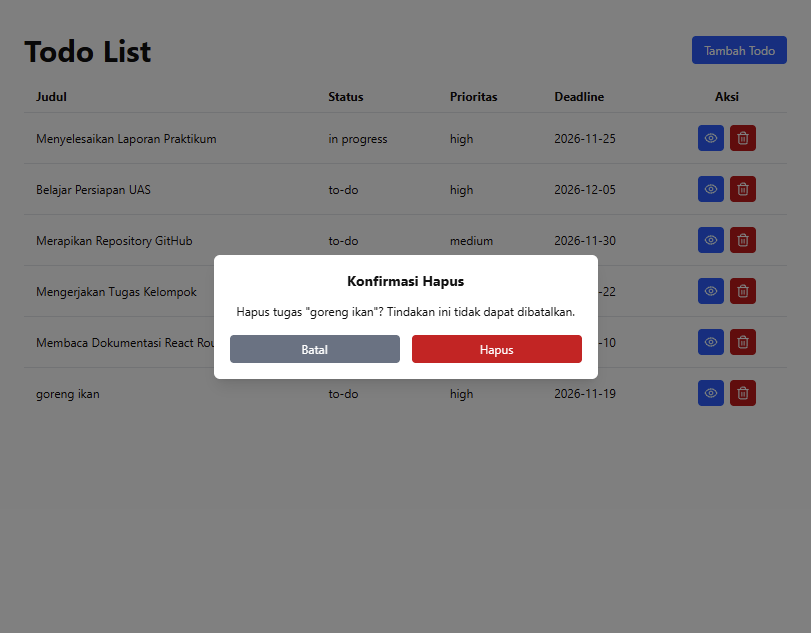 Todo List
Tambah Todo
Judul Status Prioritas Deadline Aksi
Menyelesaikan Laporan Praktikum in progress high 2026-11-25
Belajar Persiapan UAS to-do high 2026-12-05
Merapikan Repository GitHub to-do medium 2026-11-30
Mengerjakan Tugas Kelompok -22
Membaca Dokumentasi React Rou -10
goreng ikan to-do high 2026-11-19
Konfirmasi Hapus
Hapus tugas "goreng ikan"? Tindakan ini tidak dapat dibatalkan.
Batal Hapus